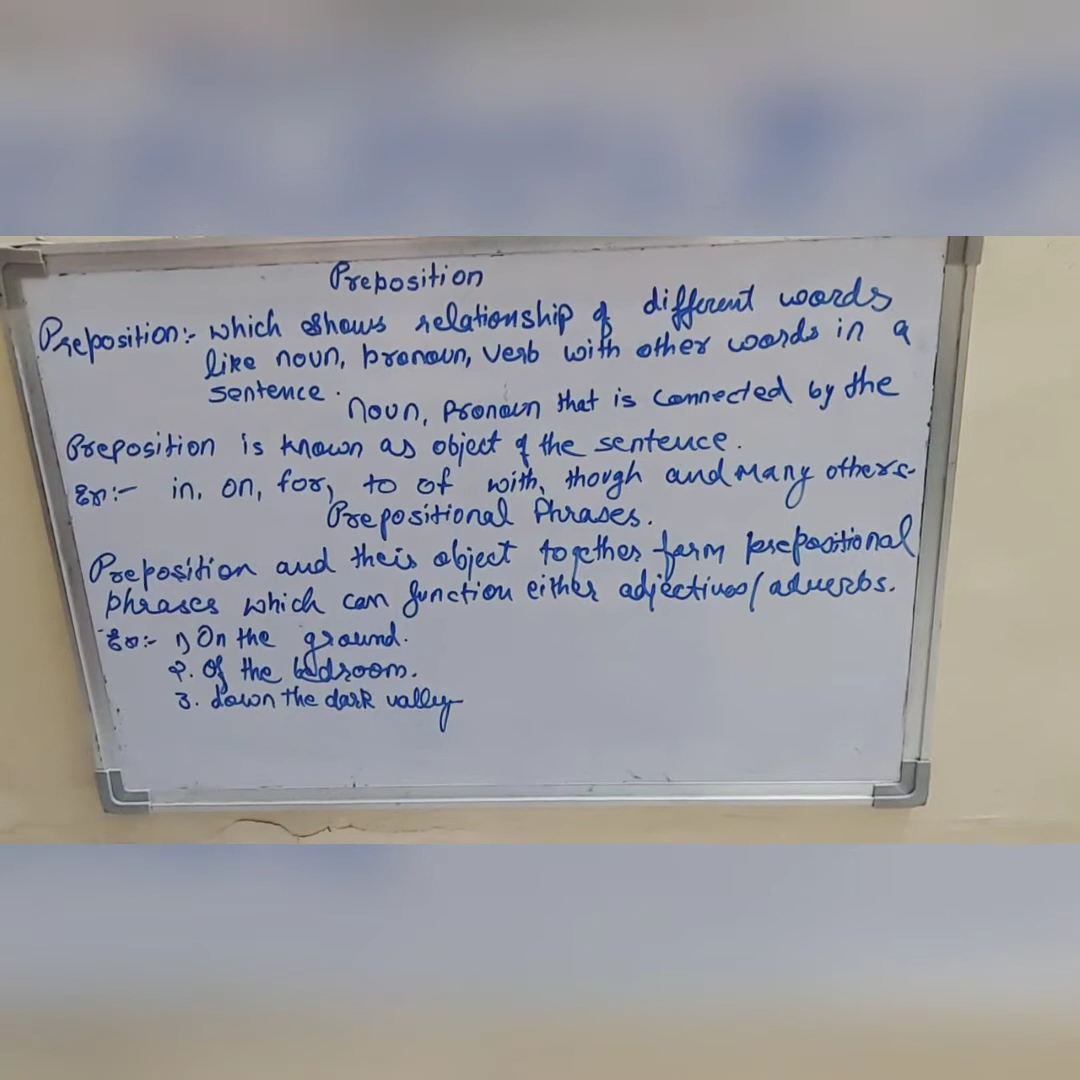 Preposition
Preposition:- which shows relationship of different words
like noun, pronoun, verb with other words in a
sentence.
Noun, pronoun that is connected by the
Preposition is known as object of the sentence.
Ex:- in, on, for, to of with, though and many others
Prepositional Phrases.
Preposition and their object together form prepositional
phrases which can function either adjectives/adverbs.
Ex:- 1) On the ground.
2. Of the bedroom.
3. down the dark valley